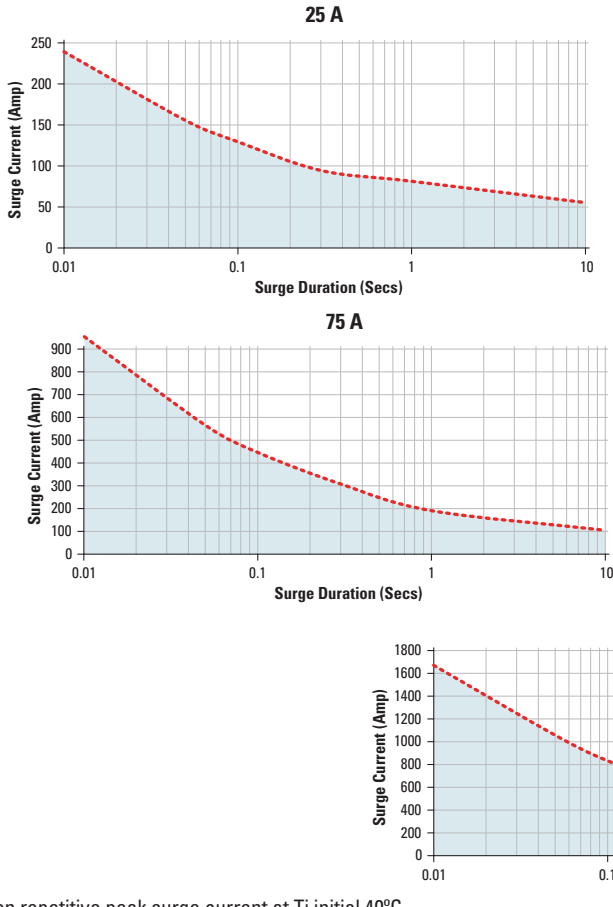 25 A
250
200
150
100
50
0
Surge Current (Amp)
0.01 0.1 1 10
Surge Duration (Secs)
75 A
900
800
700
600
500
400
300
200
100
0
Surge Current (Amp)
0.01 0.1 1 10
Surge Duration (Secs)
1800
1600
1400
1200
1000
800
600
400
200
0
Surge Current (Amp)
0.01 0.1
repetitive peak surge current at Tj initial 40ºC